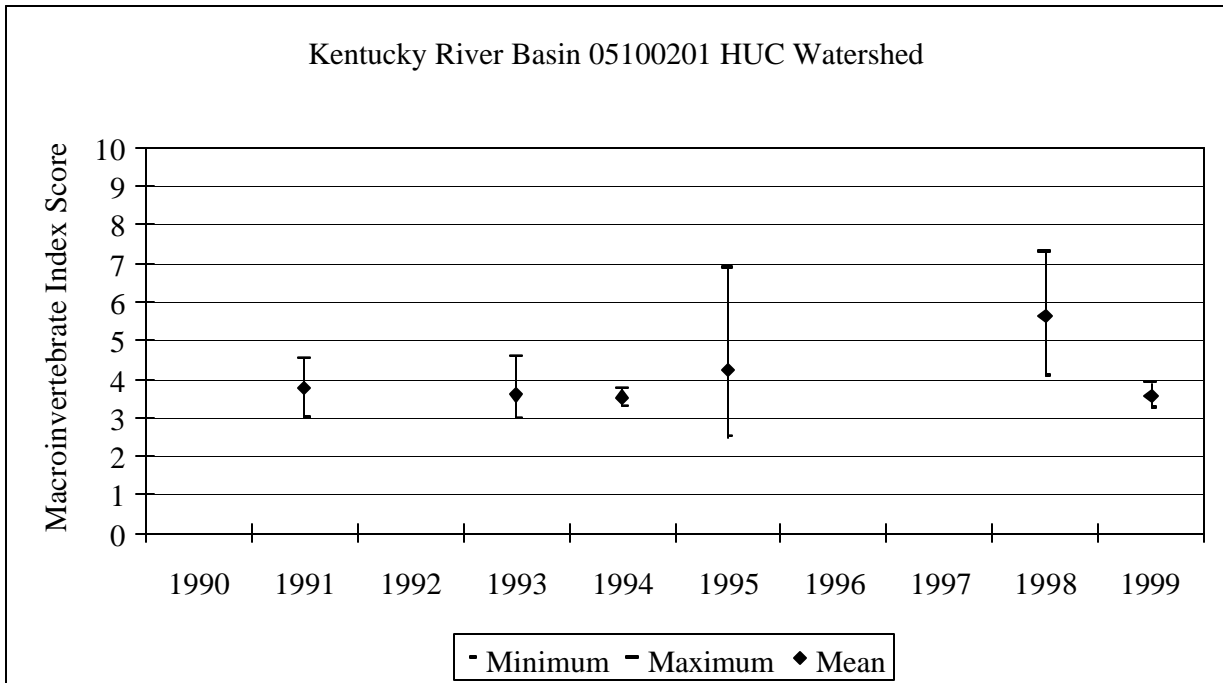 Kentucky River Basin 05100201 HUC Watershed
Macroinvertebrate Index Score
10
9
8
7
6
5
4
3
2
1
0
1990 1991 1992 1993 1994 1995 1996 1997 1998 1999
Minimum Maximum Mean